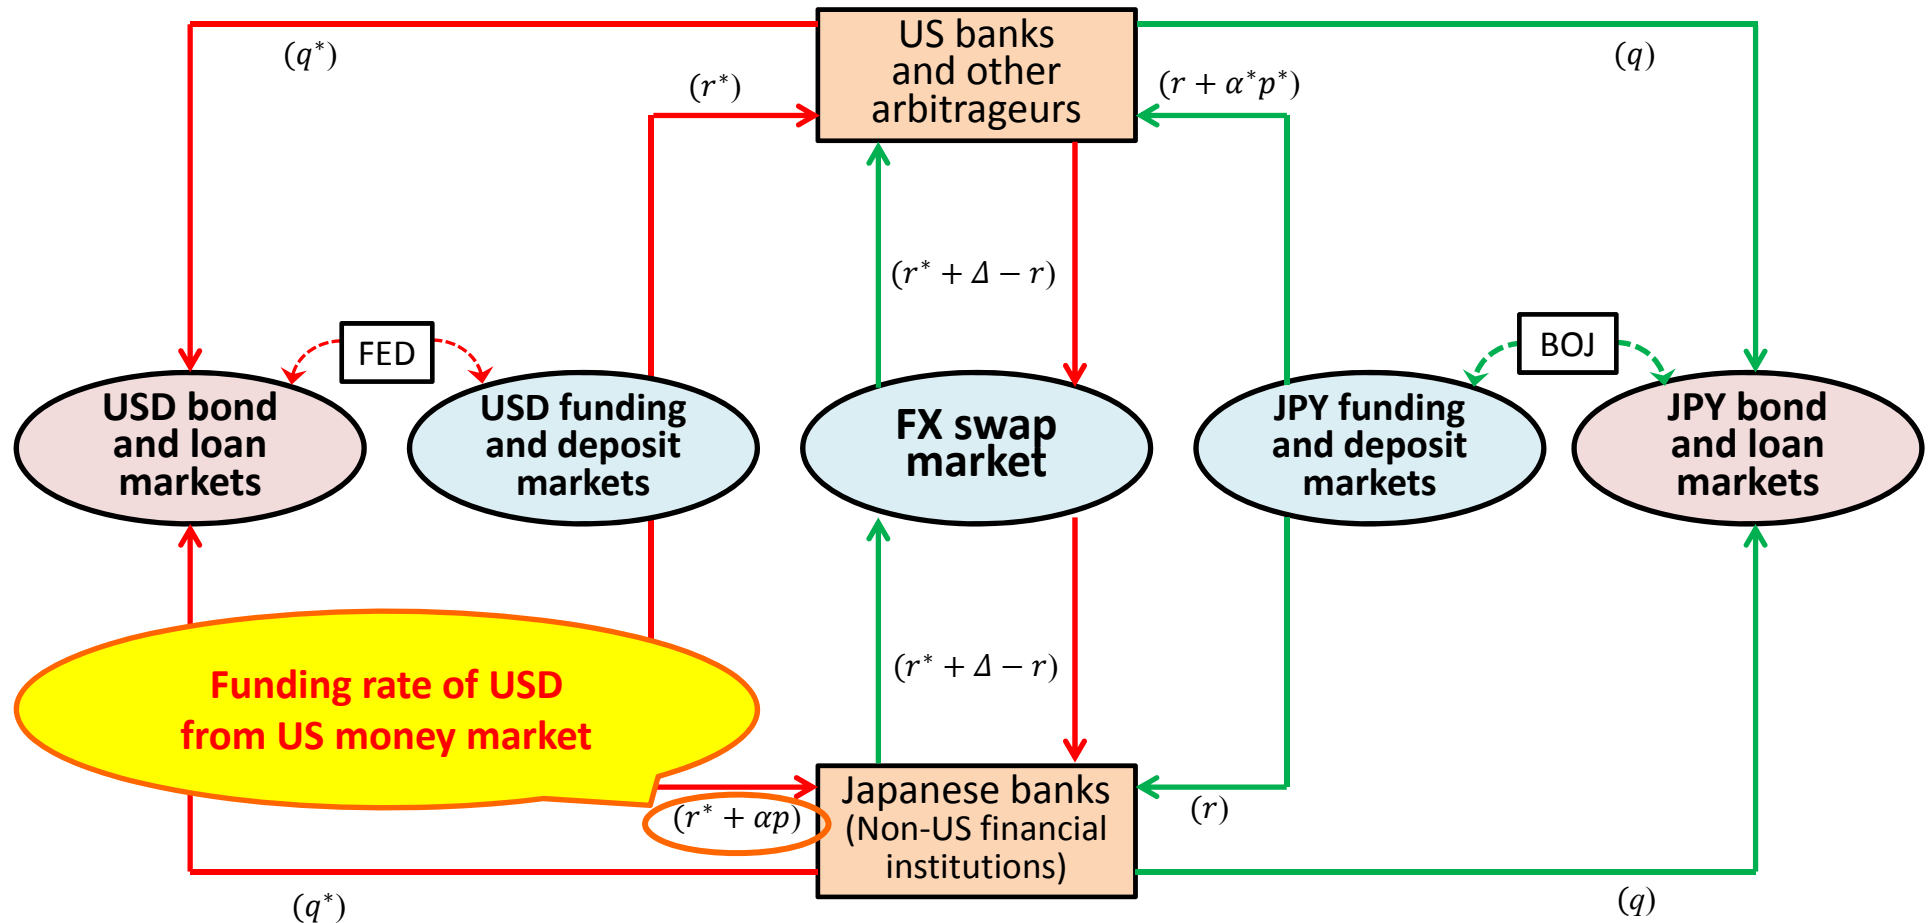 US banks
and other
arbitrageurs
(q*)
(r*)
(r + α*p*)
(q)
(r* + Δ − r)
FED
BOJ
USD bond
and loan
markets
USD funding
and deposit
markets
FX swap
market
JPY funding
and deposit
markets
JPY bond
and loan
markets
(r* + Δ − r)
Funding rate of USD
from US money market
(r* + αp)
Japanese banks
(Non-US financial
institutions)
(r)
(q*)
(q)